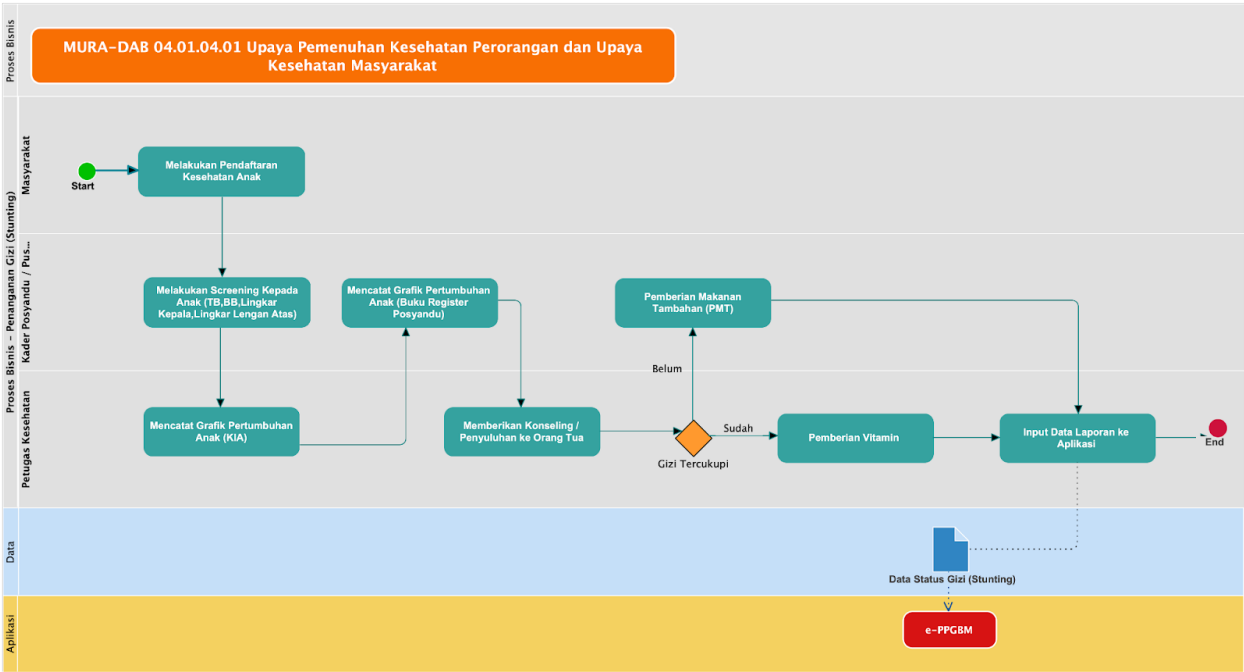 Proses Bisnis
MURA-DAB 04.01.04.01 Upaya Pemenuhan Kesehatan Perorangan dan Upaya
Kesehatan Masyarakat
Proses Bisnis - Penanganan Gizi (Stunting)
Masyarakat
Start
Melakukan Pendaftaran
Kesehatan Anak
Kader Posyandu / Pus...
Melakukan Screening Kepada
Anak (TB,BB,Lingkar
Kepala,Lingkar Lengan Atas)
Mencatat Grafik Pertumbuhan
Anak (Buku Register
Posyandu)
Pemberian Makanan
Tambahan (PMT)
Belum
Petugas Kesehatan
Mencatat Grafik Pertumbuhan
Anak (KIA)
Memberikan Konseling /
Penyuluhan ke Orang Tua
Gizi Tercukupi
Sudah
Pemberian Vitamin
Input Data Laporan ke
Aplikasi
End
Data
Data Status Gizi (Stunting)
Aplikasi
e-PPGBM